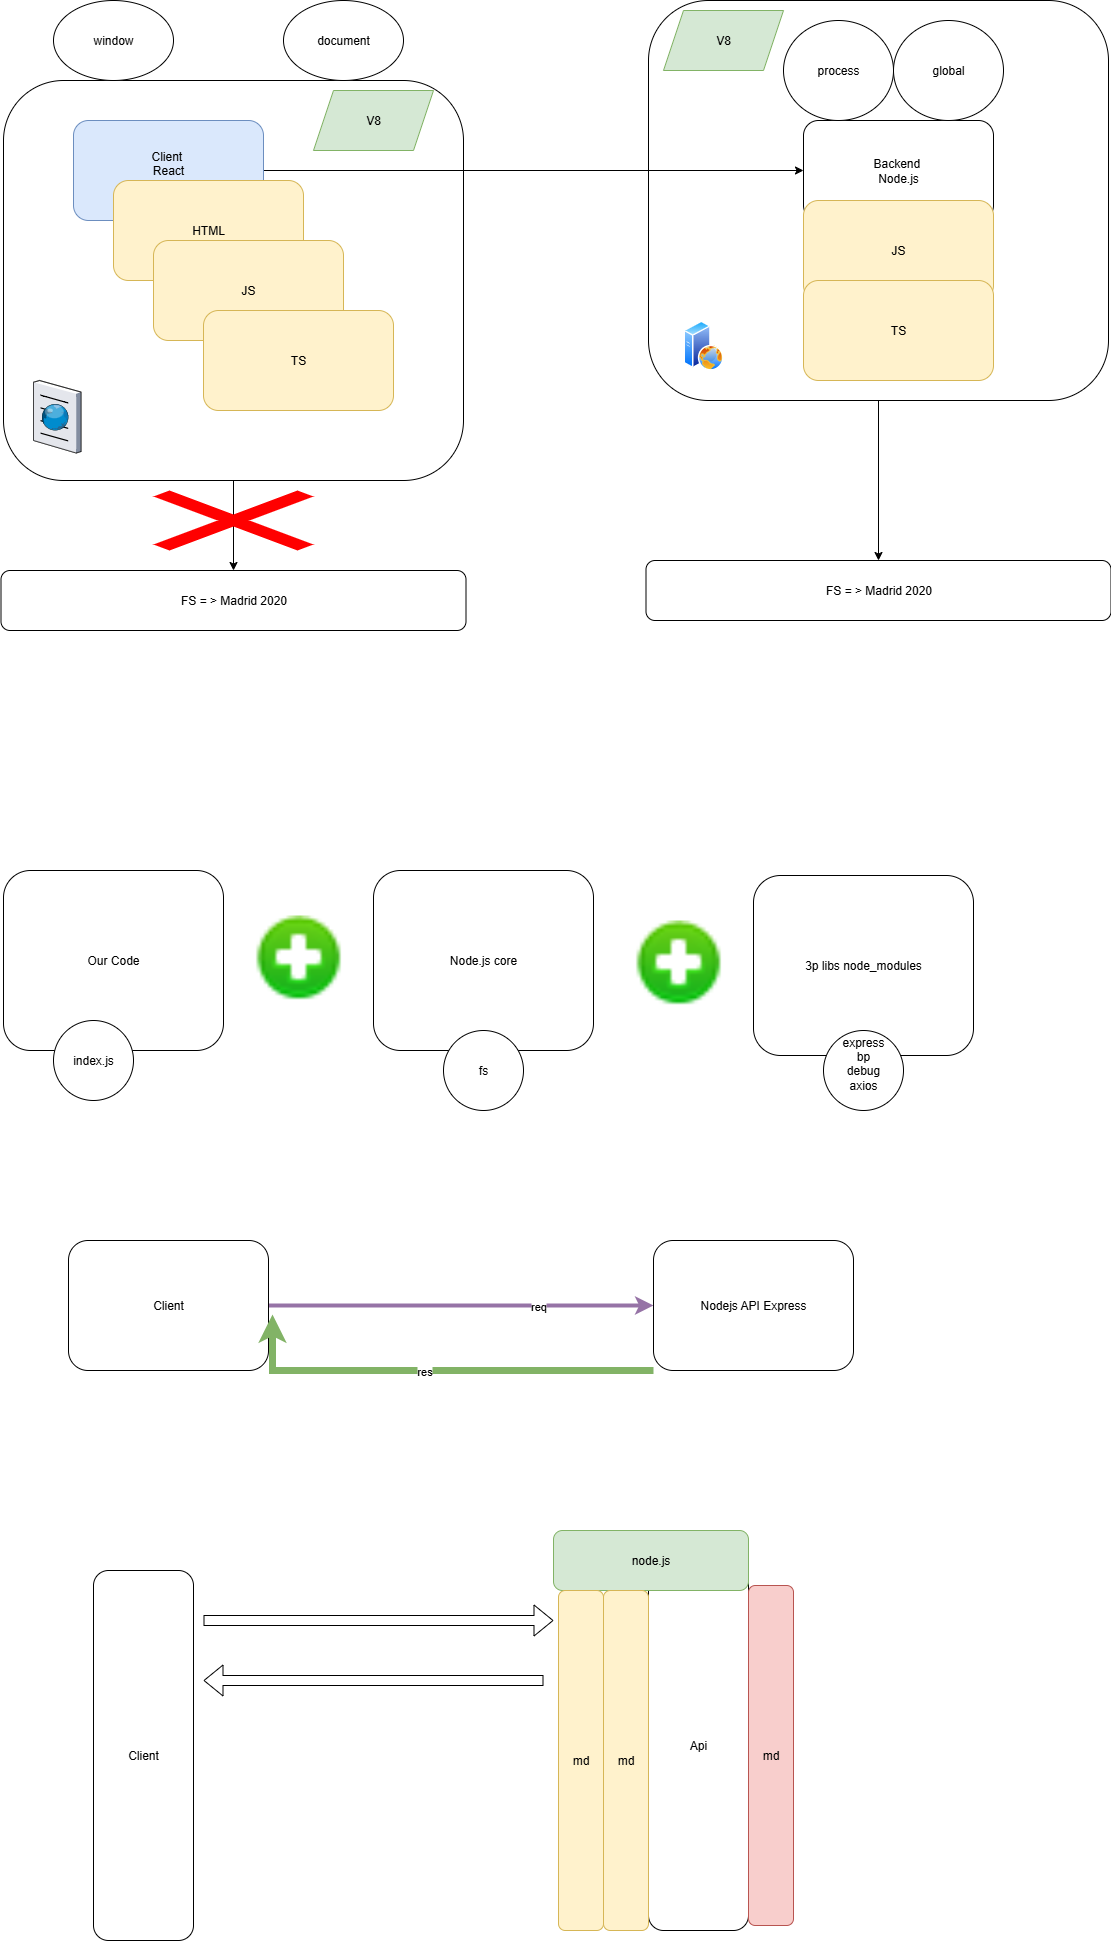 window
document
V8
process
global
V8
Client
React
Backend
Node.js
HTML
JS
JS
TS
TS
FS = > Madrid 2020
FS = > Madrid 2020
Our Code
Node.js core
3p libs node_modules
index.js
fs
express
bp
debug
axios
Client
req
Nodejs API Express
res
node.js
Client
md
md
Api
md